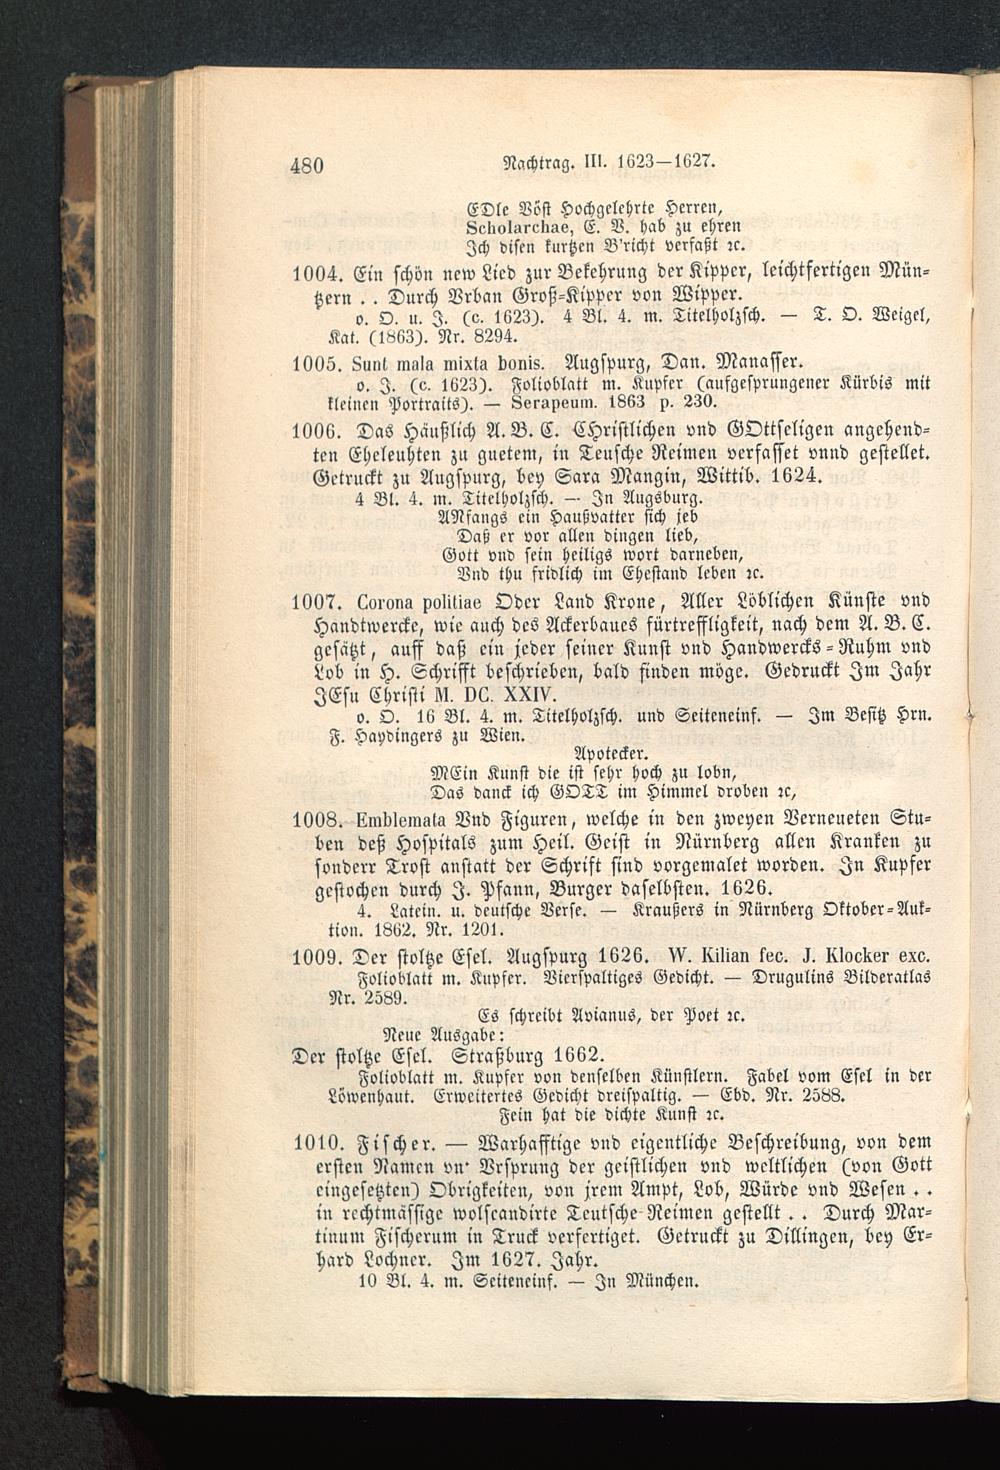 480
Nachtrag. III. 1623—1627.
EDle Vöst Hochgelehrte Herren,
Scholarchae, E. V. hab zu ehren
Ich disen kurtzen B'richt verfaßt ꝛc.
1004. Ein schön new Lied zur Bekehrung der Kipper, leichtfertigen Mün-
tzern . . Durch Vrban Groß-Kipper von Wipper.
o. O. u. J. (c. 1623). 4 Bl. 4. m. Titelholzsch. — T. O. Weigel,
Kat. (1863). Nr. 8294.
1005. Sunt mala mixta bonis. Augspurg, Dan. Manasser.
o. J. (c. 1623). Folioblatt m. Kupfer (aufgesprungener Kürbis mit
kleinen Portraits). — Serapeum. 1863 p. 230.
1006. Das Häußlich A. B. C. CHristlichen vnd GOttseligen angehend-
ten Eheleuhten zu guetem, in Teusche Reimen verfasset vnnd gestellet.
Getruckt zu Augspurg, bey Sara Mangin, Wittib. 1624.
4 Bl. 4. m. Titelholzsch. — In Augsburg.
ANfangs ein Haußvatter sich jeb
Daß er vor allen dingen lieb,
Gott vnd sein heiligs wort darneben,
Vnd thu fridlich im Ehestand leben ꝛc.
1007. Corona politiae Oder Land Krone, Aller Löblichen Künste vnd
Handtwercke, wie auch des Ackerbaues fürtreffligkeit, nach dem A. B. C.
gesätzt, auff daß ein jeder seiner Kunst vnd Handwercks-Ruhm vnd
Lob in H. Schrifft beschrieben, bald finden möge. Gedruckt Im Jahr
JEsu Christi M. DC. XXIV.
o. O. 16 Bl. 4. m. Titelholzsch. und Seiteneinf. — Im Besitz Hrn.
F. Haydingers zu Wien.
Apotecker.
MEin Kunst die ist sehr hoch zu lobn,
Das danck ich GOTT im Himmel droben ꝛc,
1008. Emblemata Vnd Figuren, welche in den zweyen Verneueten Stu-
ben deß Hospitals zum Heil. Geist in Nürnberg allen Kranken zu
sonderr Trost anstatt der Schrift sind vorgemalet worden. In Kupfer
gestochen durch J. Pfann, Burger daselbsten. 1626.
4. Latein. u. deutsche Verse. — Kraußers in Nürnberg Oktober-Auk-
tion. 1862. Nr. 1201.
1009. Der stoltze Esel. Augspurg 1626. W. Kilian fec. J. Klocker exc.
Folioblatt m. Kupfer. Vierspaltiges Gedicht. — Drugulins Bilderatlas
Nr. 2589.
Es schreibt Avianus, der Poet ꝛc.
Neue Ausgabe:
Der stoltze Esel. Straßburg 1662.
Folioblatt m. Kupfer von denselben Künstlern. Fabel vom Esel in der
Löwenhaut. Erweitertes Gedicht dreispaltig. — Ebd. Nr. 2588.
Fein hat die dichte Kunst ꝛc.
1010. Fischer. — Warhafftige vnd eigentliche Beschreibung, von dem
ersten Namen vn' Vrsprung der geistlichen vnd weltlichen (von Gott
eingesetzten) Obrigkeiten, von jrem Ampt, Lob, Würde vnd Wesen . .
in rechtmässige wolscandirte Teutsche-Reimen gestellt . . Durch Mar-
tinum Fischerum in Truck verfertiget. Getruckt zu Dillingen, bey Er-
hard Lochner. Im 1627. Jahr.
10 Bl. 4. m. Seiteneinf. — In München.